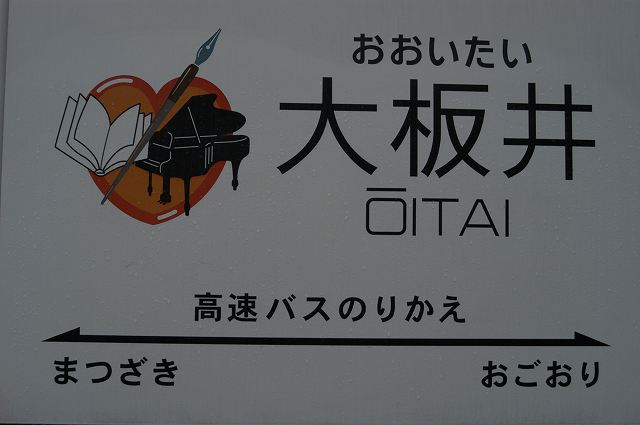 おおいたい
大板井
ŌITAI
高速バスのりかえ
まつざき
おごおり